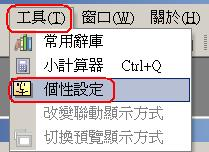 工具(T) 窗口(W) 關於(H)
常用辭庫
小計算器 Ctrl+Q
個性設定
改變聯動顯示方式
切換預覽顯示方式